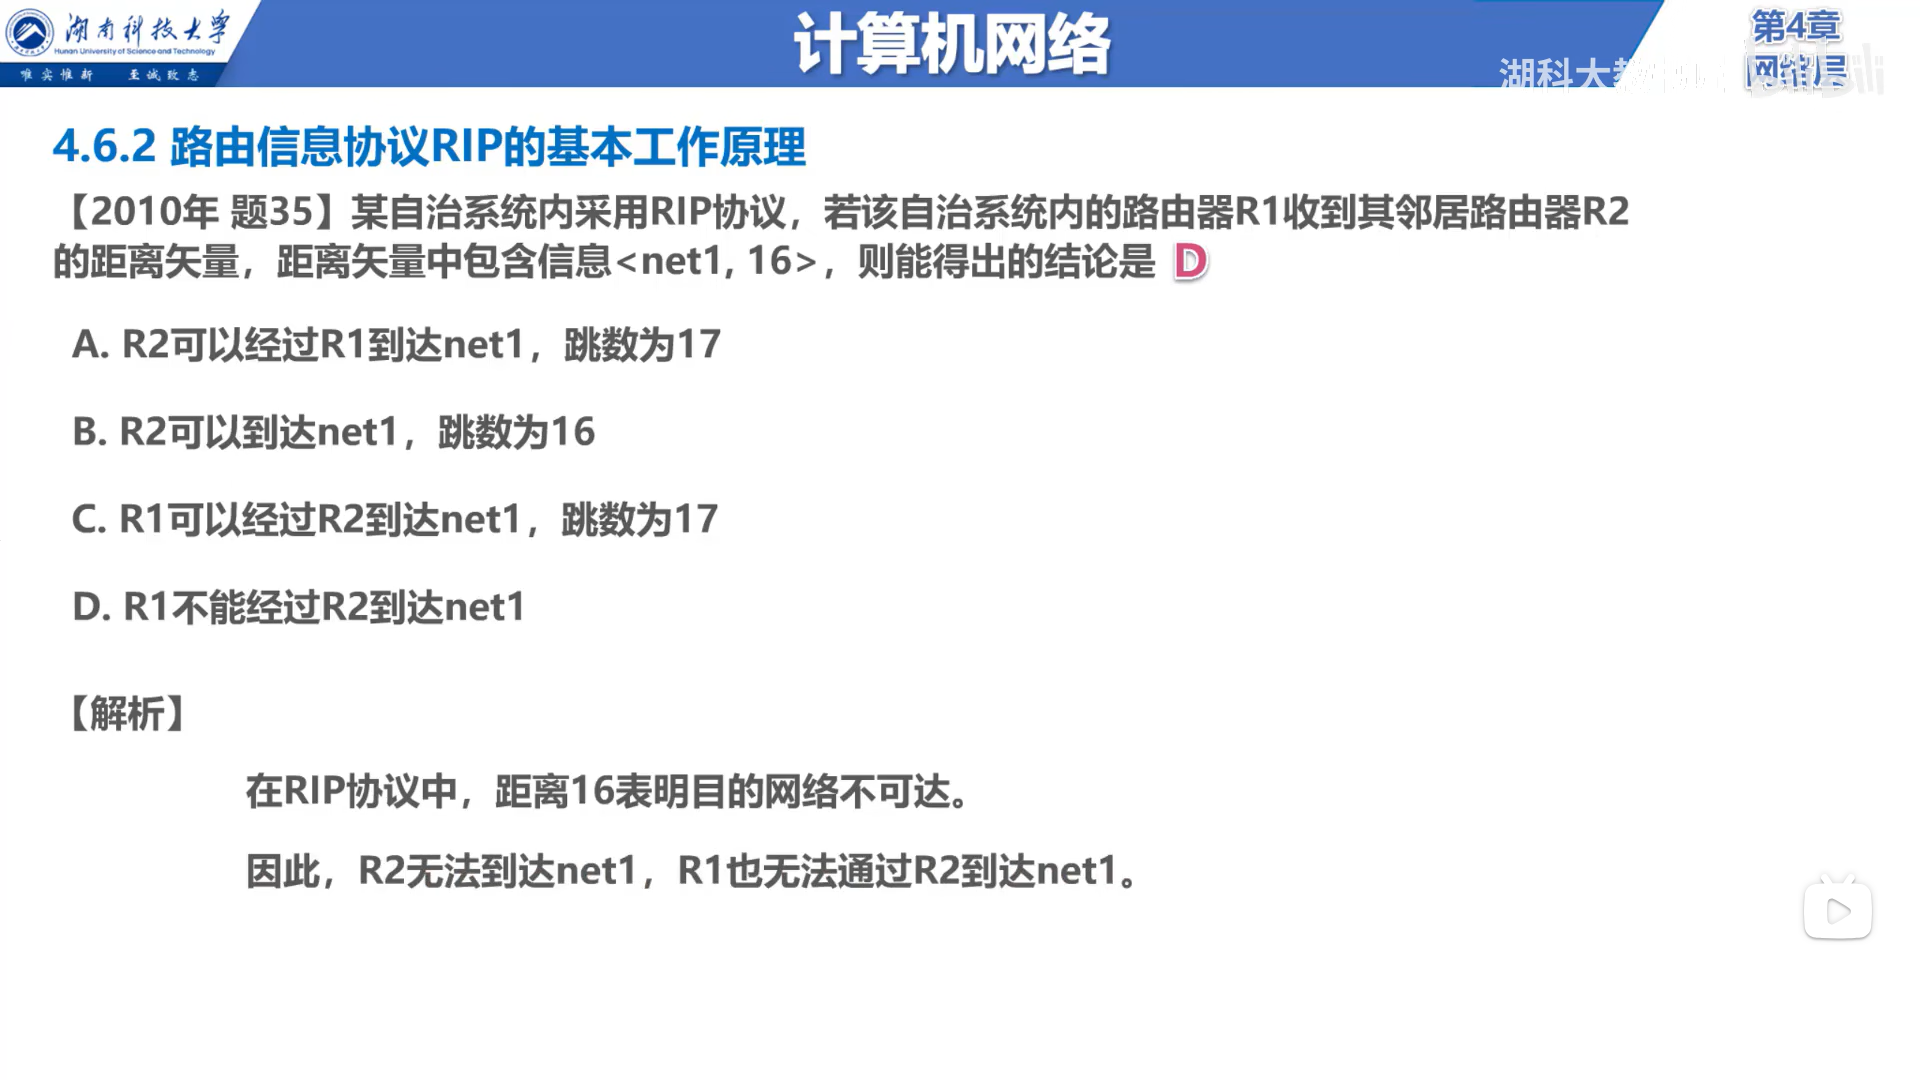 湖南科技大学
Hunan University of Science and Technology
唯实惟新 至诚致志
计算机网络
第4章
网络层
湖科大教
4.6.2 路由信息协议RIP的基本工作原理
【2010年 题35】某自治系统内采用RIP协议，若该自治系统内的路由器R1收到其邻居路由器R2
的距离矢量，距离矢量中包含信息<net1, 16>，则能得出的结论是 D
A. R2可以经过R1到达net1，跳数为17
B. R2可以到达net1，跳数为16
C. R1可以经过R2到达net1，跳数为17
D. R1不能经过R2到达net1
【解析】
在RIP协议中，距离16表明目的网络不可达。
因此，R2无法到达net1，R1也无法通过R2到达net1。